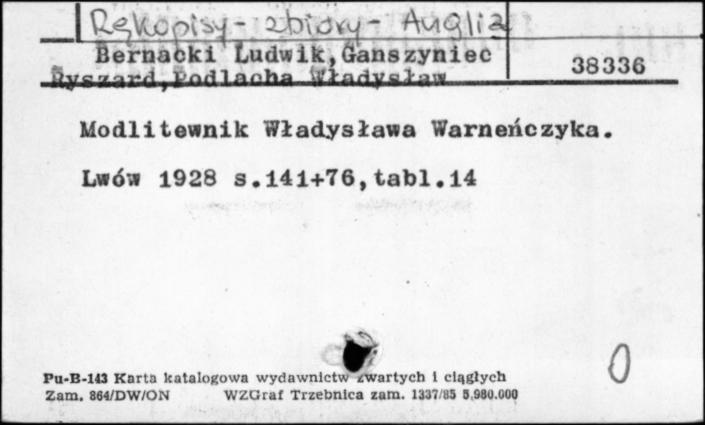 Rękopisy - zbiory - Anglia
Bernacki Ludwik,Ganszyniec
38336
Ryszard,Podlacha Władysław
Modlitewnik Władysława Warneńczyka.
Lwów 1928 s.141+76,tabl.14
0
Pu-B-143 Karta katalogowa wydawnictw zwartych i ciągłych
Zam. 864/DW/ON WZGraf Trzebnica zam. 1337/85 5.980.000